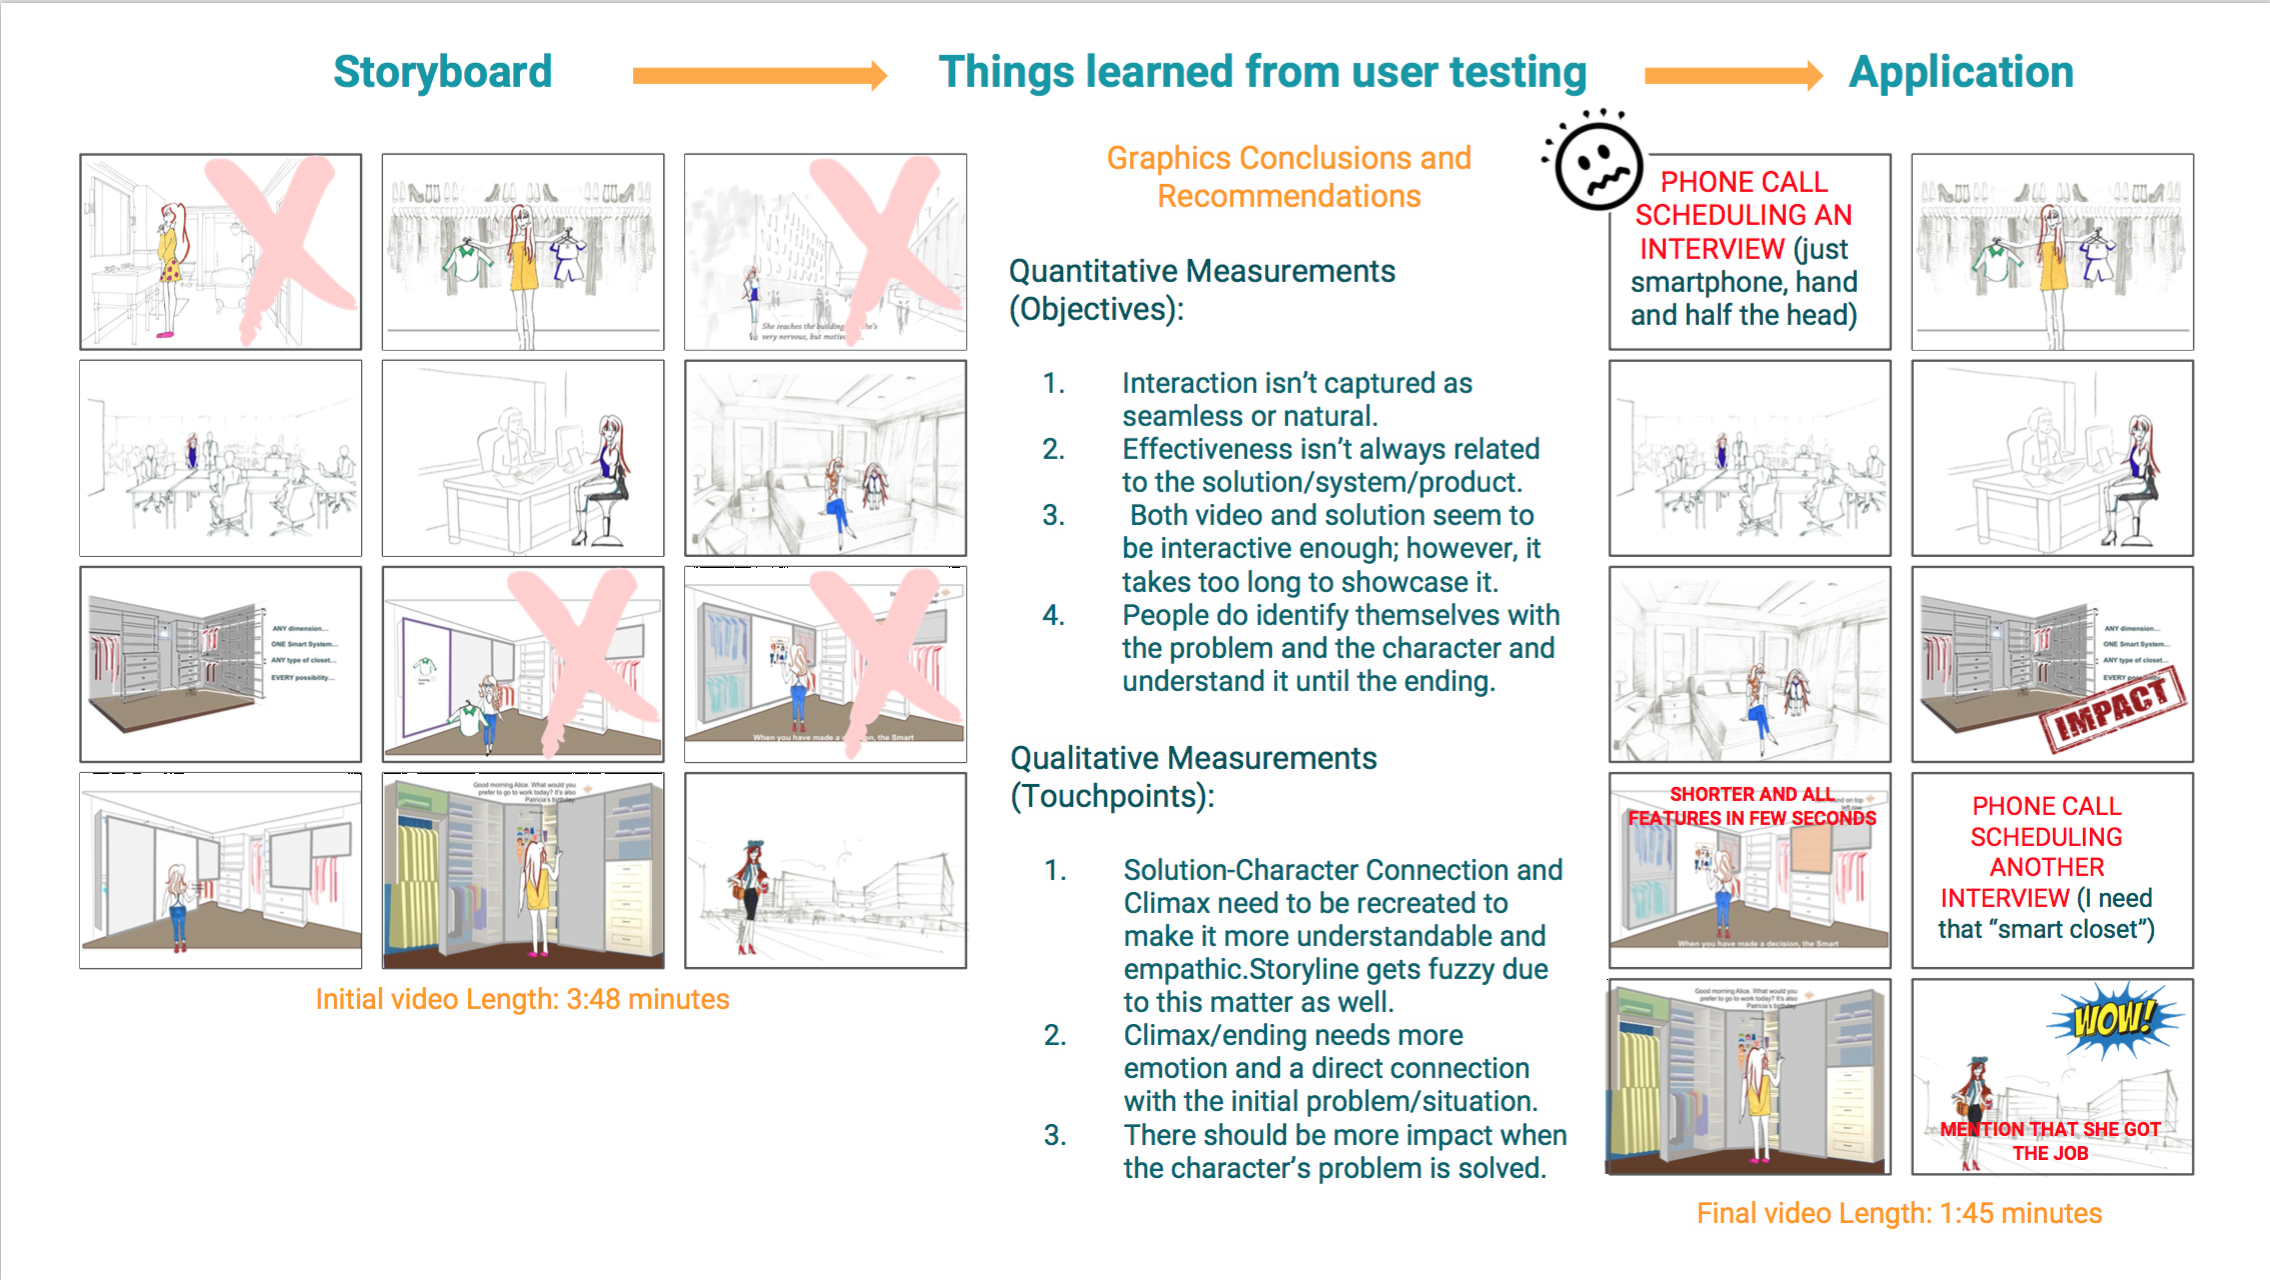 Storyboard
Things learned from user testing
Application
She reaches the building
very nervous, but
ANY dimension...
ONE Smart System...
ANY type of closet...
EVERY possibility...
When you have made a
the Smart
Good morning Alice. What would you
prefer to go to work today? It's also
Patricia's birthday
Initial video Length: 3:48 minutes
Graphics Conclusions and
Recommendations
Quantitative Measurements
(Objectives):
1. Interaction isn't captured as
seamless or natural.
2. Effectiveness isn't always related
to the solution/system/product.
3. Both video and solution seem to
be interactive enough; however, it
takes too long to showcase it.
4. People do identify themselves with
the problem and the character and
understand it until the ending.
Qualitative Measurements
(Touchpoints):
1. Solution-Character Connection and
Climax need to be recreated to
make it more understandable and
empathic.Storyline gets fuzzy due
to this matter as well.
2. Climax/ending needs more
emotion and a direct connection
with the initial problem/situation.
3. There should be more impact when
the character's problem is solved.
PHONE CALL
SCHEDULING AN
INTERVIEW (just
smartphone, hand
and half the head)
ANY dimension...
ONE Smart System...
ANY type of closet...
EVERY
IMPACT
SHORTER AND ALL
FEATURES IN FEW SECONDS
on top
left row
When you have made a decision, the Smart
PHONE CALL
SCHEDULING
ANOTHER
INTERVIEW (I need
that “smart closet”)
Good morning Alice. What would you
prefer to go to work today? It's also
Patricia's birthday
WOW!
MENTION THAT SHE GOT
THE JOB
Final video Length: 1:45 minutes